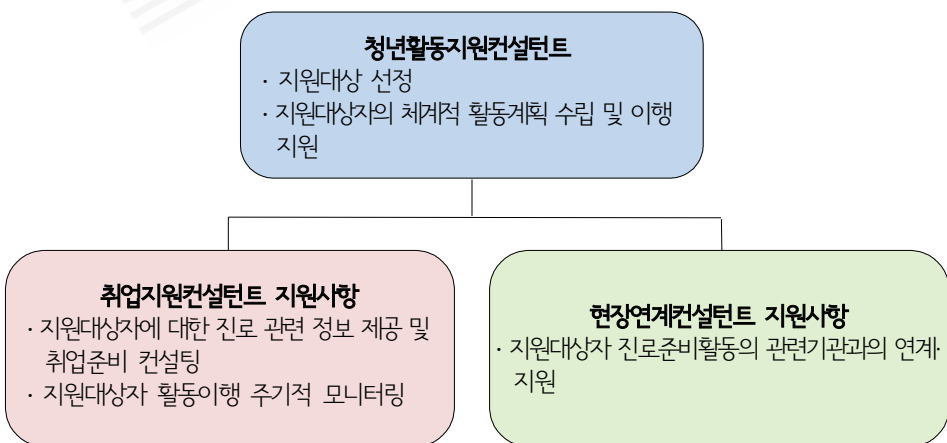 청년활동지원컨설턴트
· 지원대상 선정
· 지원대상자의 체계적 활동계획 수립 및 이행
지원
취업지원컨설턴트 지원사항
· 지원대상자에 대한 진로 관련 정보 제공 및
취업준비 컨설팅
· 지원대상자 활동이행 주기적 모니터링
현장연계컨설턴트 지원사항
· 지원대상자 진로준비활동의 관련기관과의 연계·
지원